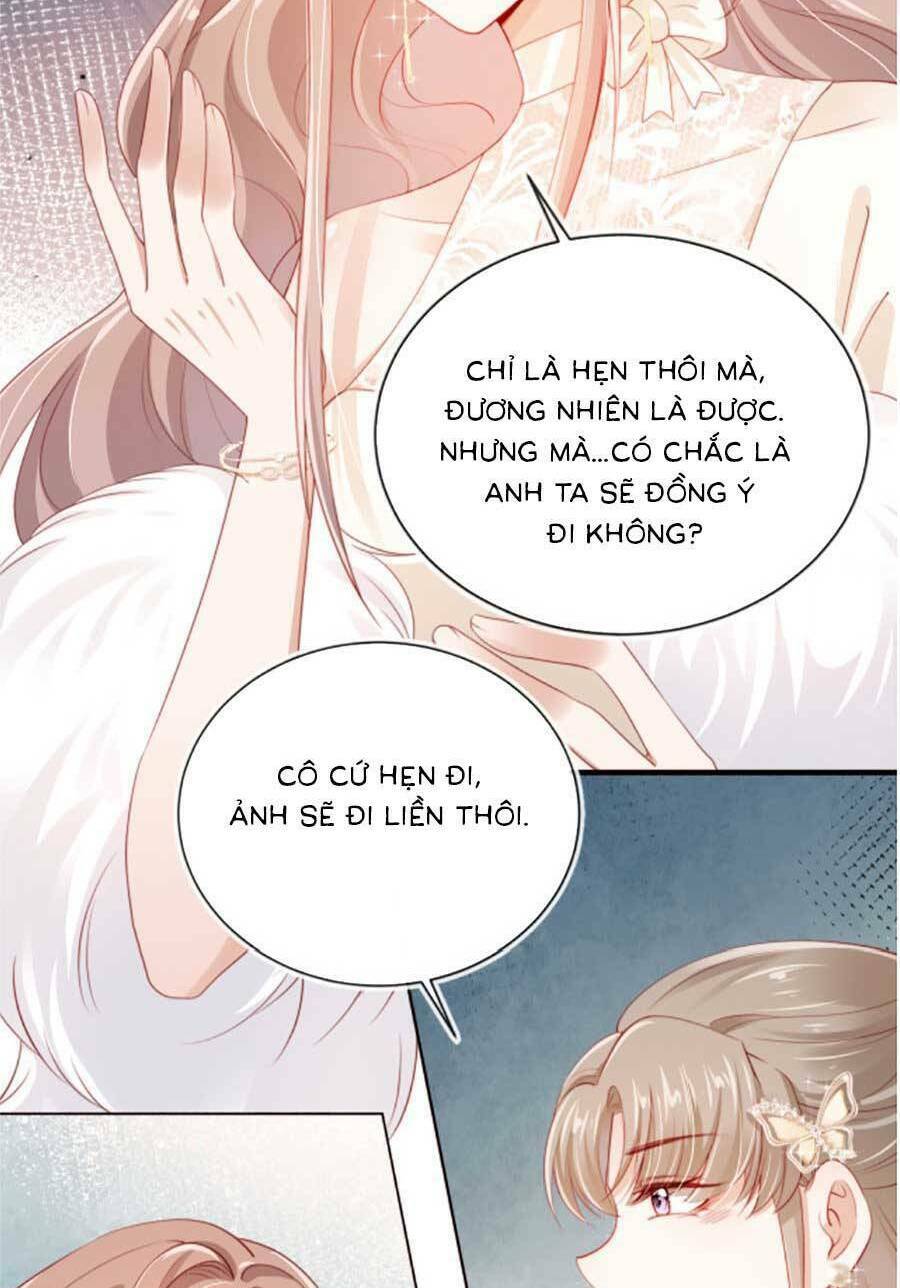 CHỈ LÀ HẸN THÔI MÀ,
ĐƯƠNG NHIÊN LÀ ĐƯỢC.
NHƯNG MÀ...CÓ CHẮC LÀ
ANH TA SẼ ĐỒNG Ý
ĐI KHÔNG?
CÔ CỨ HẸN ĐI,
ẢNH SẼ ĐI LIỀN THÔI.